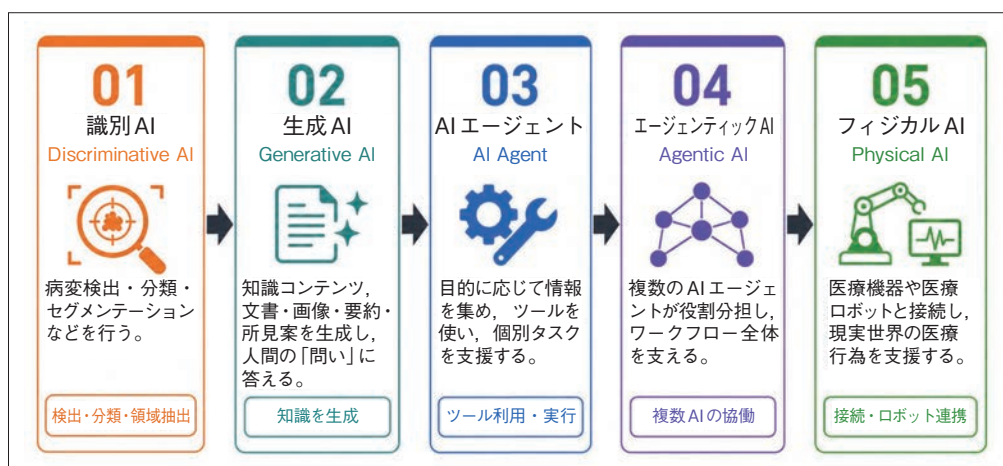 01
識別AI
Discriminative AI
病変検出・分類・
セグメンテーション
などを行う。
検出・分類・領域抽出
02
生成AI
Generative AI
知識コンテンツ，
文書・画像・要約・
所見案を生成し，
人間の「問い」に
答える。
知識を生成
03
AIエージェント
AI Agent
目的に応じて情報
を集め，ツールを
使い，個別タスク
を支援する。
ツール利用・実行
04
エージェンティックAI
Agentic AI
複数のAIエージェ
ントが役割分担し，
ワークフロー全体
を支える。
複数AIの協働
05
フィジカルAI
Physical AI
医療機器や医療
ロボットと接続し，
現実世界の医療
行為を支援する。
接続・ロボット連携